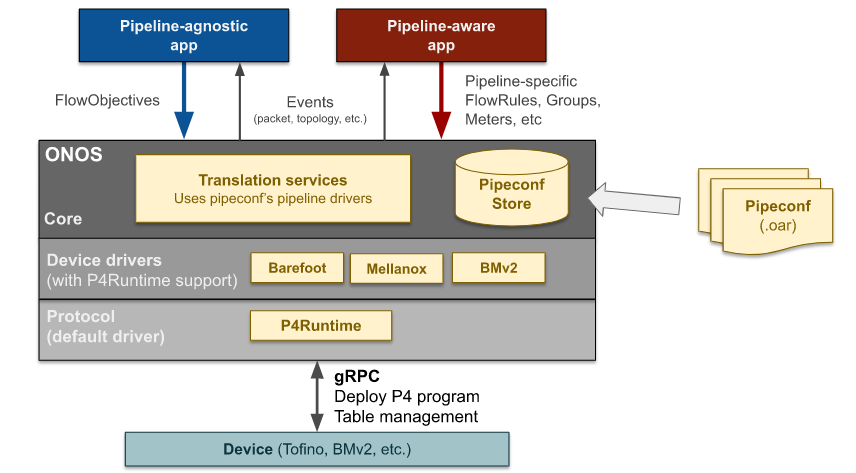 Pipeline-agnostic
app
Pipeline-aware
app
FlowObjectives
Events
(packet, topology, etc.)
Pipeline-specific
FlowRules, Groups,
Meters, etc
ONOS
Core
Translation services
Uses pipeconf's pipeline drivers
Pipeconf
Store
Pipeconf
(.oar)
Device drivers
(with P4Runtime support)
Barefoot
Mellanox
BMv2
Protocol
(default driver)
P4Runtime
gRPC
Deploy P4 program
Table management
Device (Tofino, BMv2, etc.)